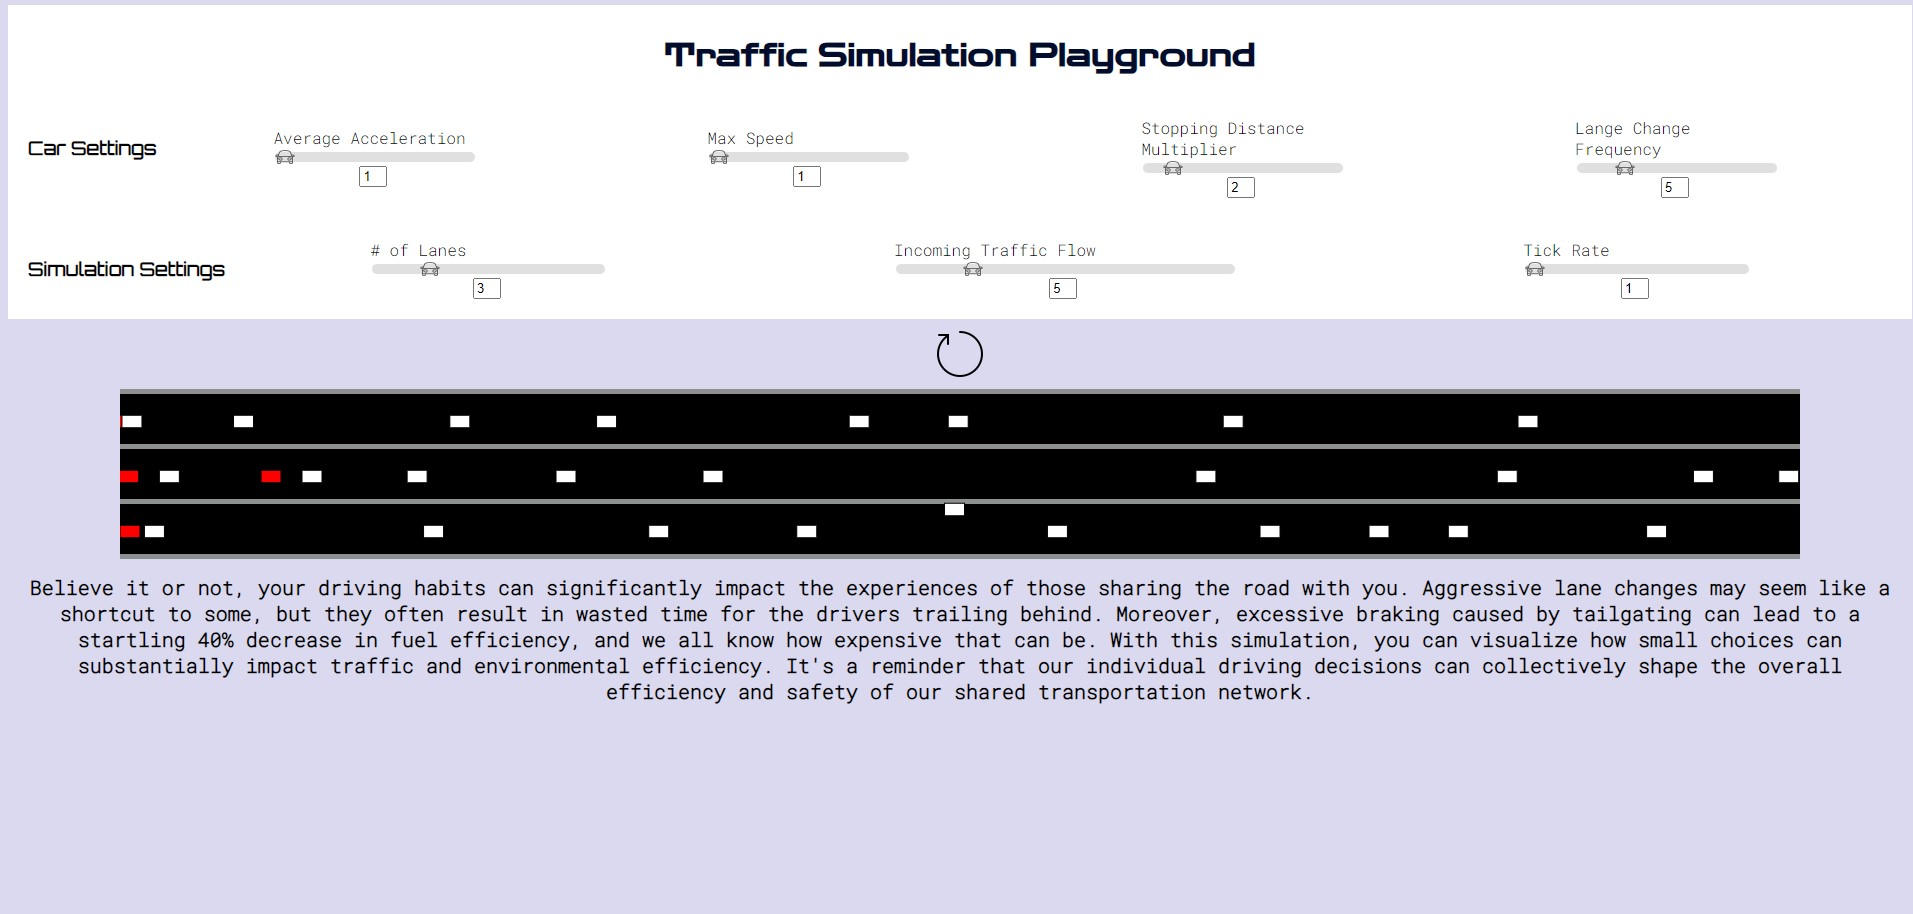 Traffic Simulation Playground
Car Settings
Average Acceleration
1
Max Speed
1
Stopping Distance
Multiplier
2
Lange Change
Frequency
5
Simulation Settings
# of Lanes
3
Incoming Traffic Flow
5
Tick Rate
1
Believe it or not, your driving habits can significantly impact the experiences of those sharing the road with you. Aggressive lane changes may seem like a
shortcut to some, but they often result in wasted time for the drivers trailing behind. Moreover, excessive braking caused by tailgating can lead to a
startling 40% decrease in fuel efficiency, and we all know how expensive that can be. With this simulation, you can visualize how small choices can
substantially impact traffic and environmental efficiency. It's a reminder that our individual driving decisions can collectively shape the overall
efficiency and safety of our shared transportation network.